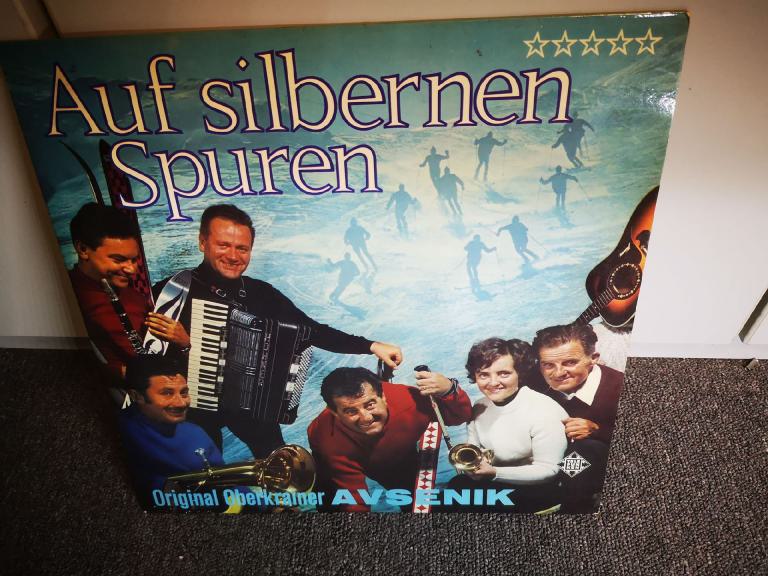 Auf silbernen
Spuren
Original Oberkrainer AVSENIK